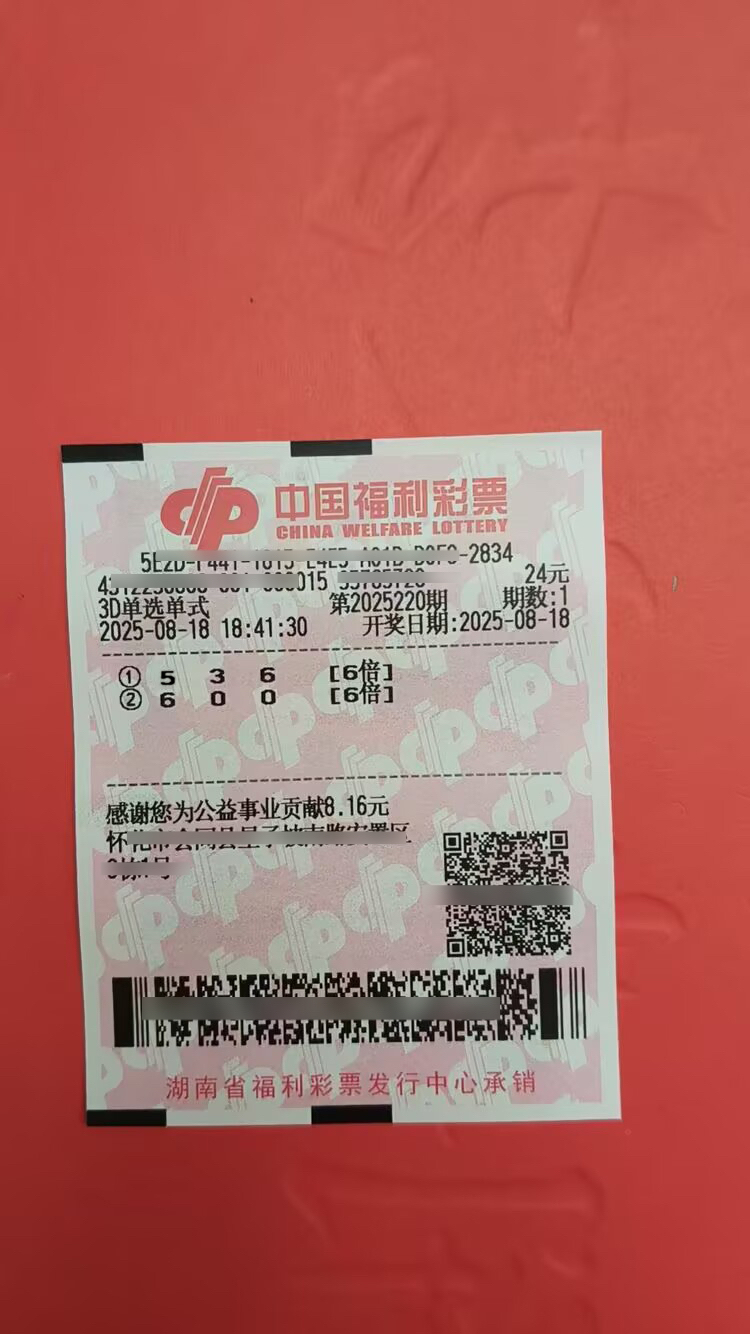 中国福利彩票
CHINA WELFARE LOTTERY
-2834
015 24元
3D单选单式 第2025220期 期数:1
2025-08-18 18:41:30 开奖日期:2025-08-18
① 5 3 6 [6倍]
② 6 0 0 [6倍]
感谢您为公益事业贡献8.16元
湖南省福利彩票发行中心承销